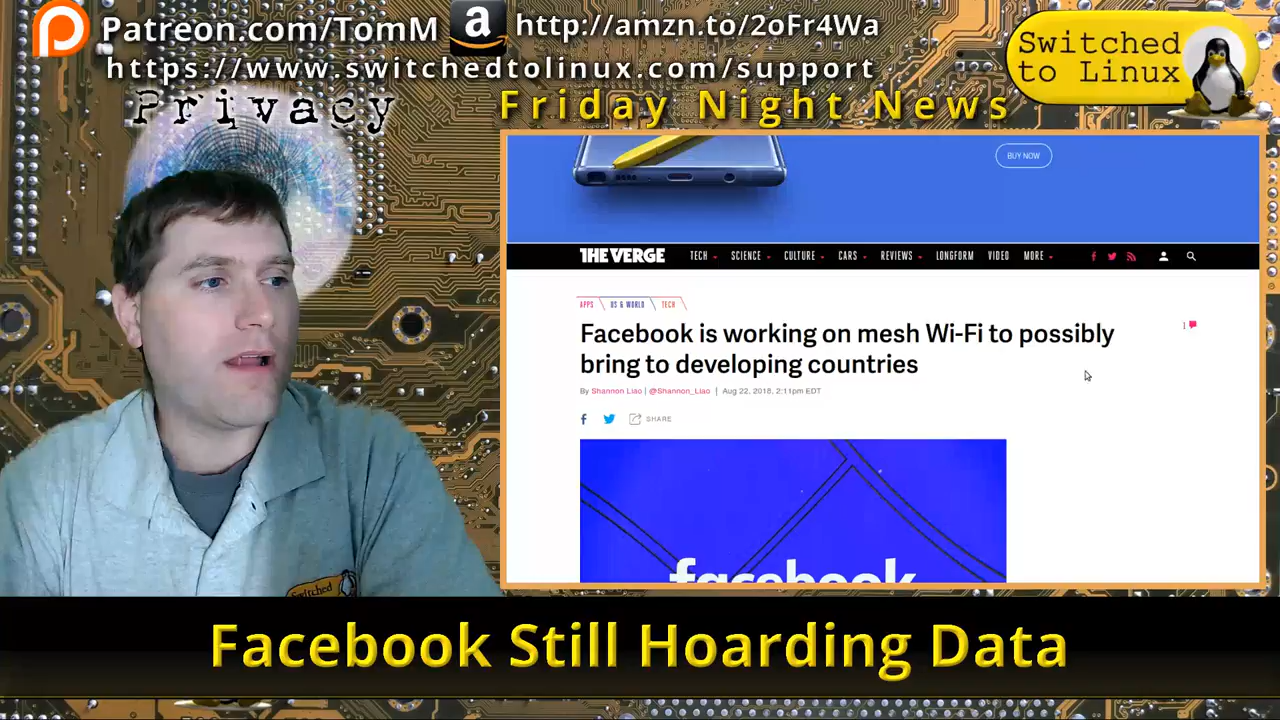 Patreon.com/TomM
http://amzn.to/2oFr4Wa
https://www.switchedtolinux.com/support
Switched
to Linux
Privacy
Friday Night News
BUY NOW
THE VERGE TECH SCIENCE CULTURE CARS REVIEWS LONGFORM VIDEO MORE
APPS US & WORLD TECH
Facebook is working on mesh Wi-Fi to possibly
bring to developing countries
1
By Shannon Liao | @Shannon_Liao | Aug 22, 2018, 2:11pm EDT
SHARE
facebook
Switched
Facebook Still Hoarding Data